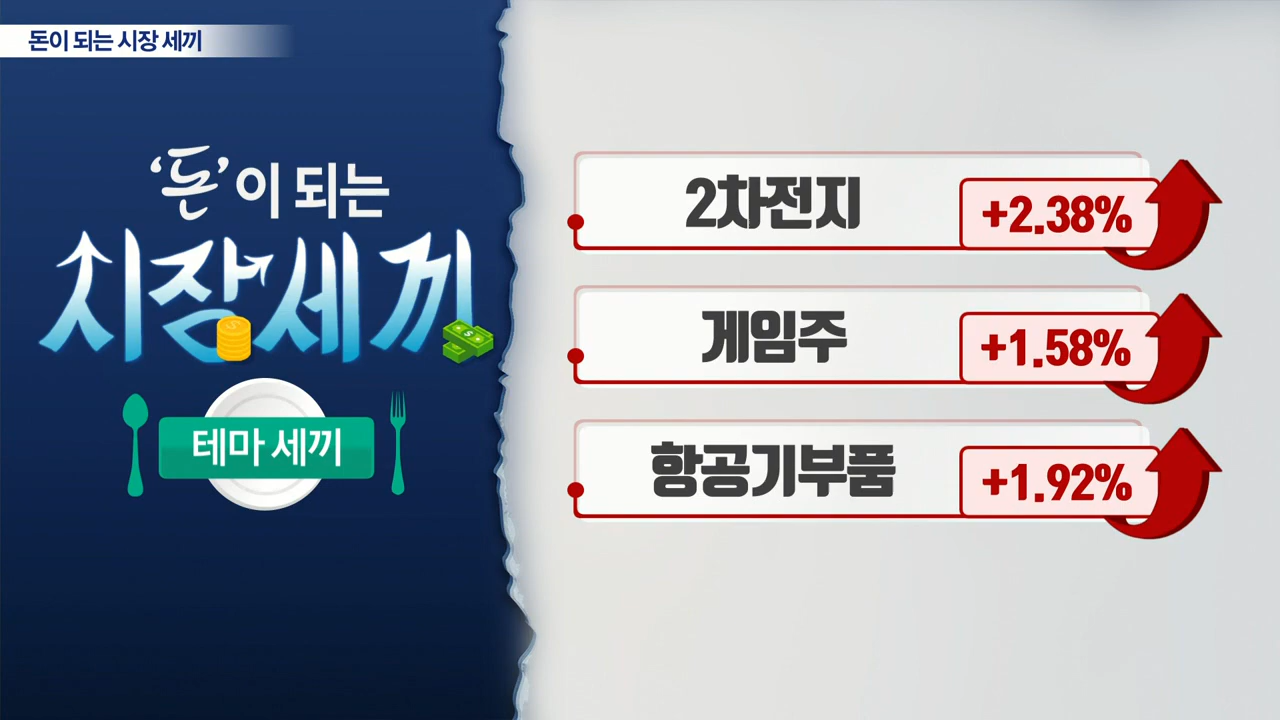 돈이 되는 시장 세끼
‘돈’이 되는
시장세끼
테마 세끼
2차전지
+2.38%
게임주
+1.58%
항공기부품
+1.92%